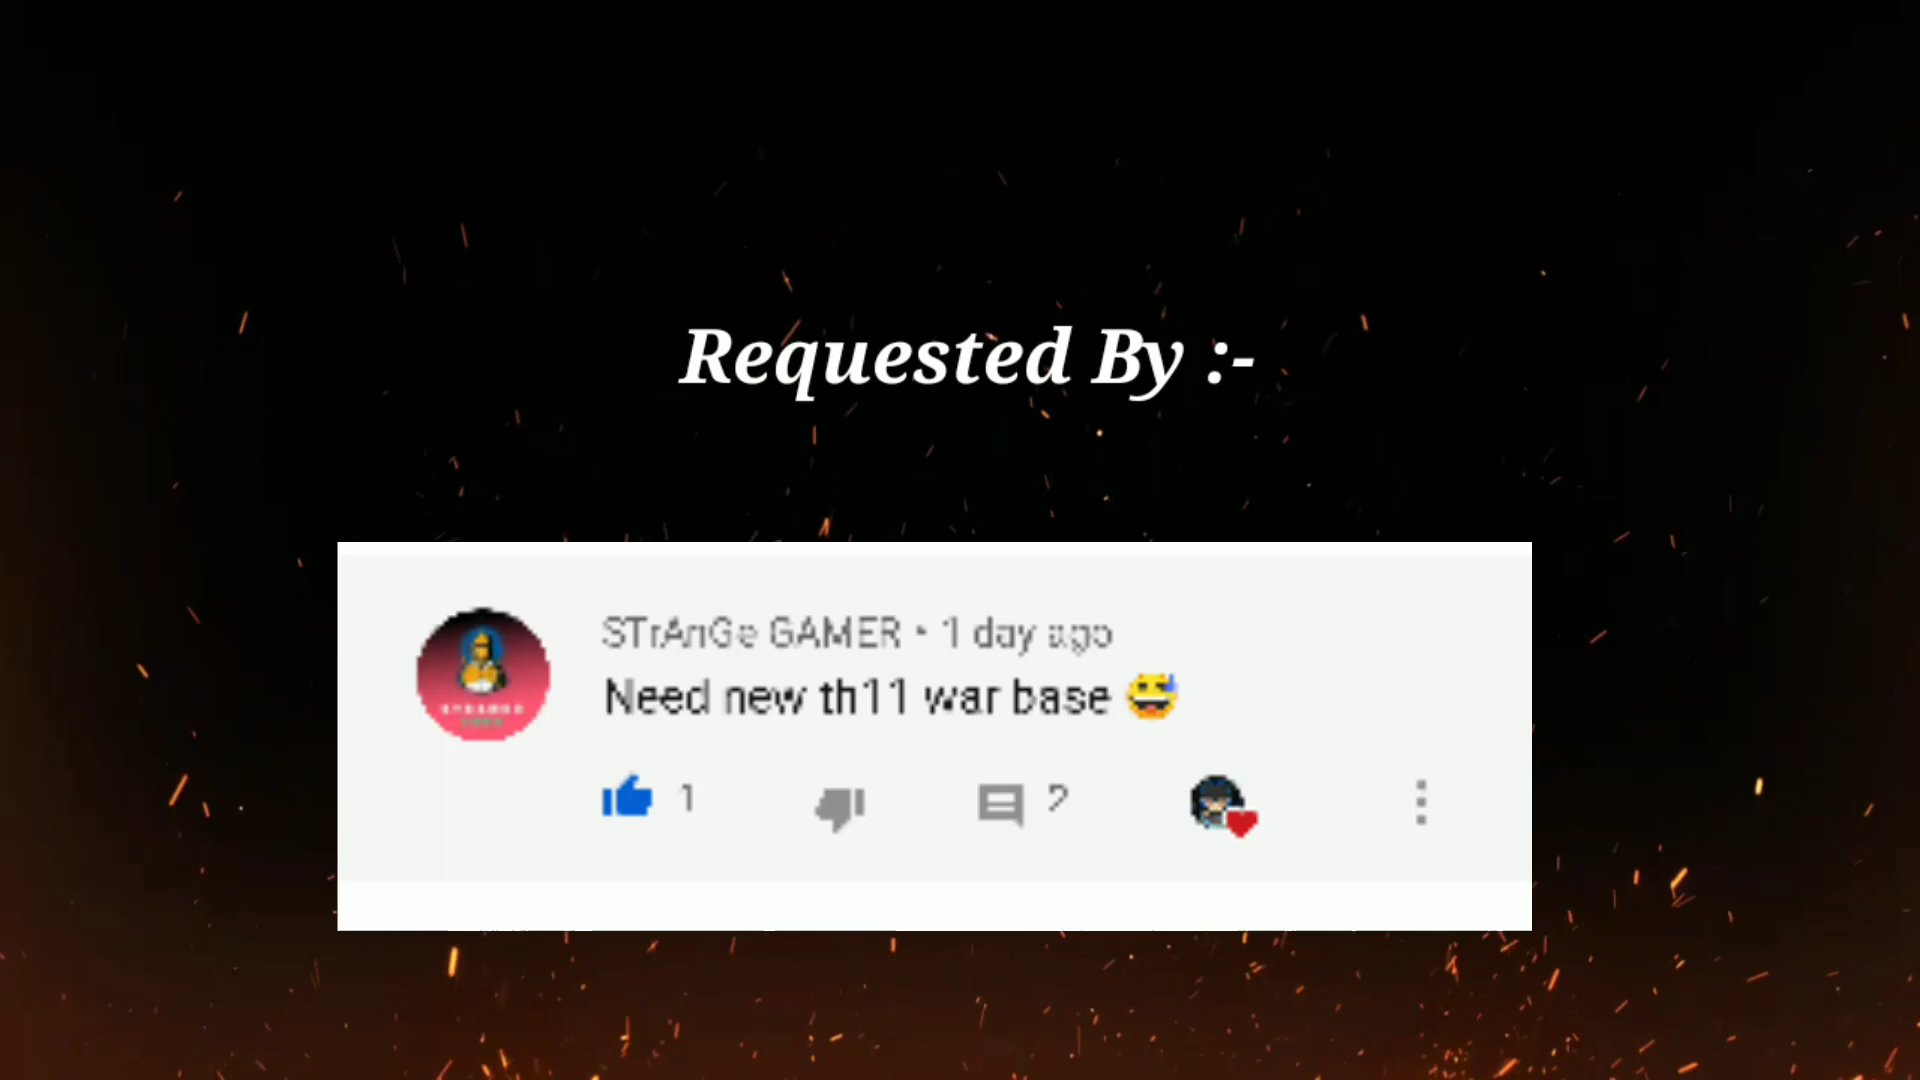 Requested By :-
STrAnGe GAMER • 1 day ago
Need new th11 war base 😅
1 2